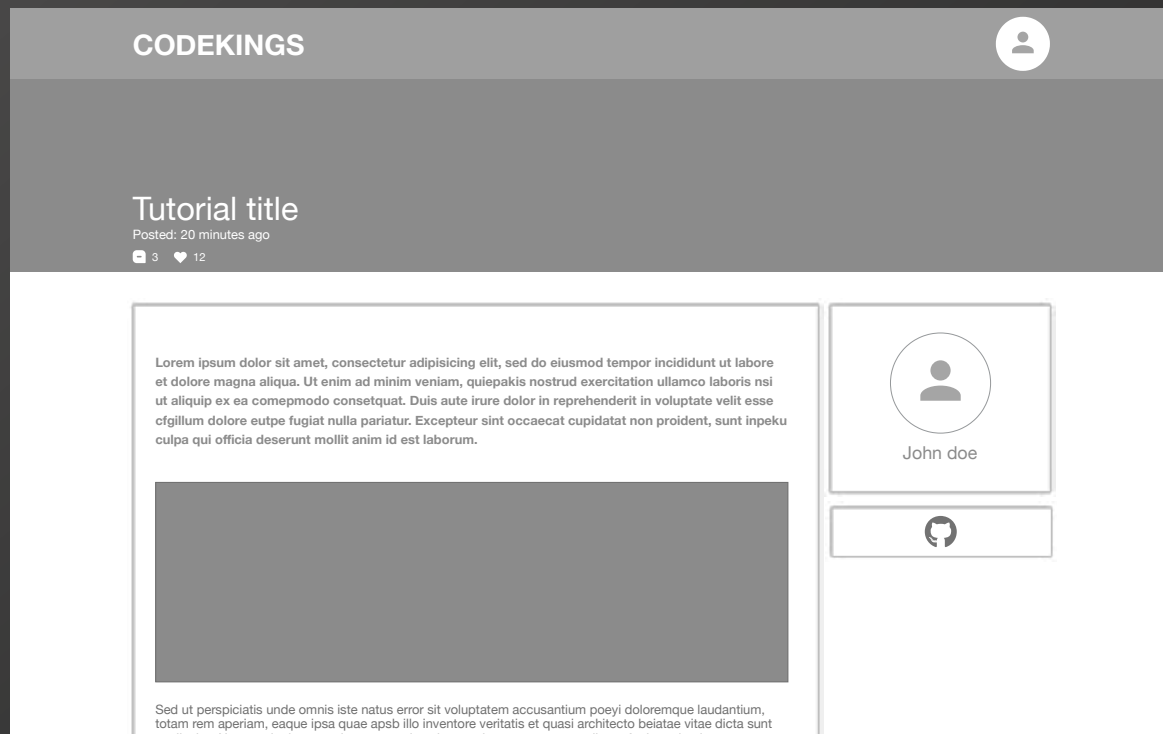 CODEKINGS
Tutorial title
Posted: 20 minutes ago
3 12
Lorem ipsum dolor sit amet, consectetur adipisicing elit, sed do eiusmod tempor incididunt ut labore
et dolore magna aliqua. Ut enim ad minim veniam, quiepakis nostrud exercitation ullamco laboris nsi
ut aliquip ex ea comepmodo consetquat. Duis aute irure dolor in reprehenderit in voluptate velit esse
cfgillum dolore eutpe fugiat nulla pariatur. Excepteur sint occaecat cupidatat non proident, sunt inpeku
culpa qui officia deserunt mollit anim id est laborum.
Sed ut perspiciatis unde omnis iste natus error sit voluptatem accusantium poeyi doloremque laudantium,
totam rem aperiam, eaque ipsa quae apsb illo inventore veritatis et quasi architecto beiatae vitae dicta sunt
John doe